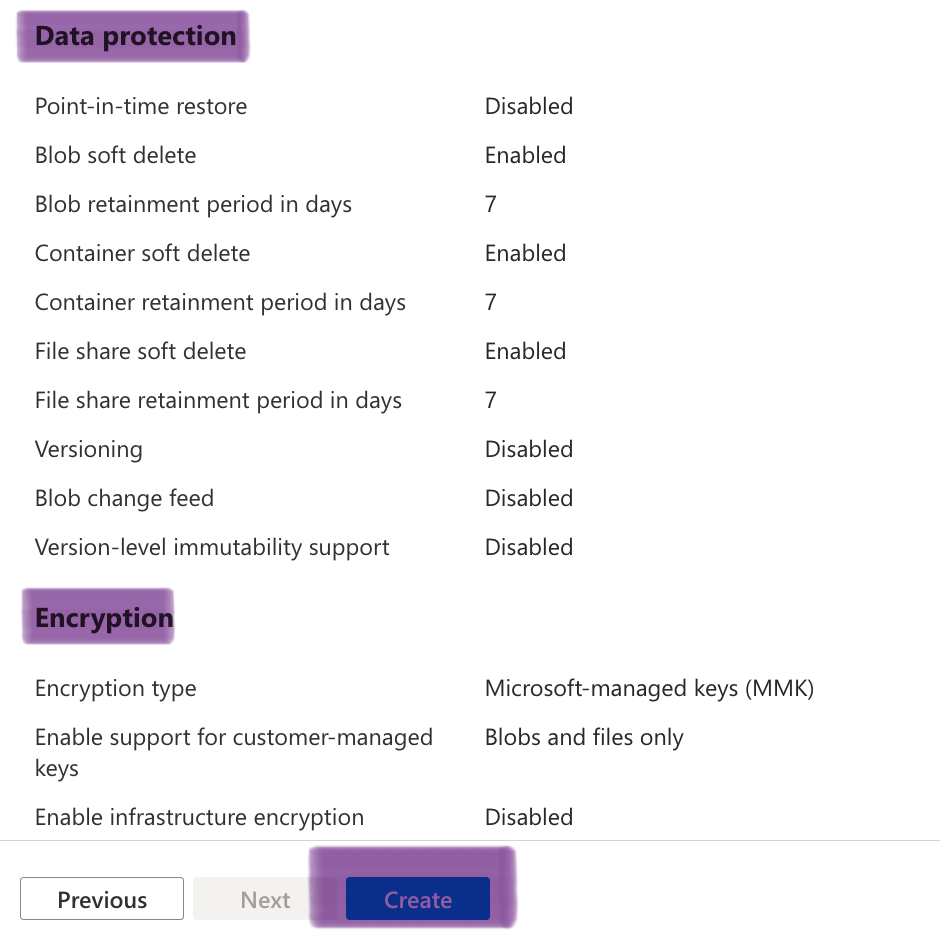 Data protection
Point-in-time restore Disabled
Blob soft delete Enabled
Blob retainment period in days 7
Container soft delete Enabled
Container retainment period in days 7
File share soft delete Enabled
File share retainment period in days 7
Versioning Disabled
Blob change feed Disabled
Version-level immutability support Disabled
Encryption
Encryption type Microsoft-managed keys (MMK)
Enable support for customer-managed Blobs and files only
keys
Enable infrastructure encryption Disabled
Previous Next Create